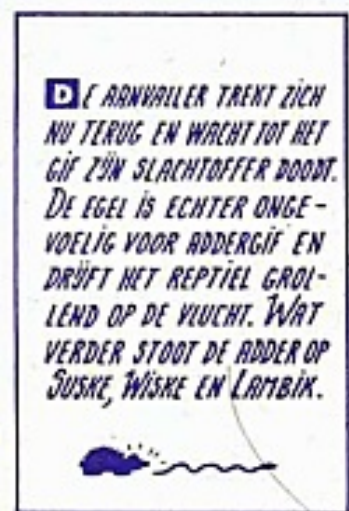 DE AANVALLER TREKT ZICH
NU TERUG EN WACHT TOT HET
GIF ZIJN SLACHTOFFER DOODT.
DE EGEL IS ECHTER ONGE-
VOELIG VOOR ADDERGIF EN
DRIJFT HET REPTIEL GROL-
LEND OP DE VLUCHT. WAT
VERDER STOOT DE ADDER OP
SUSKE, WISKE EN LAMBIK.